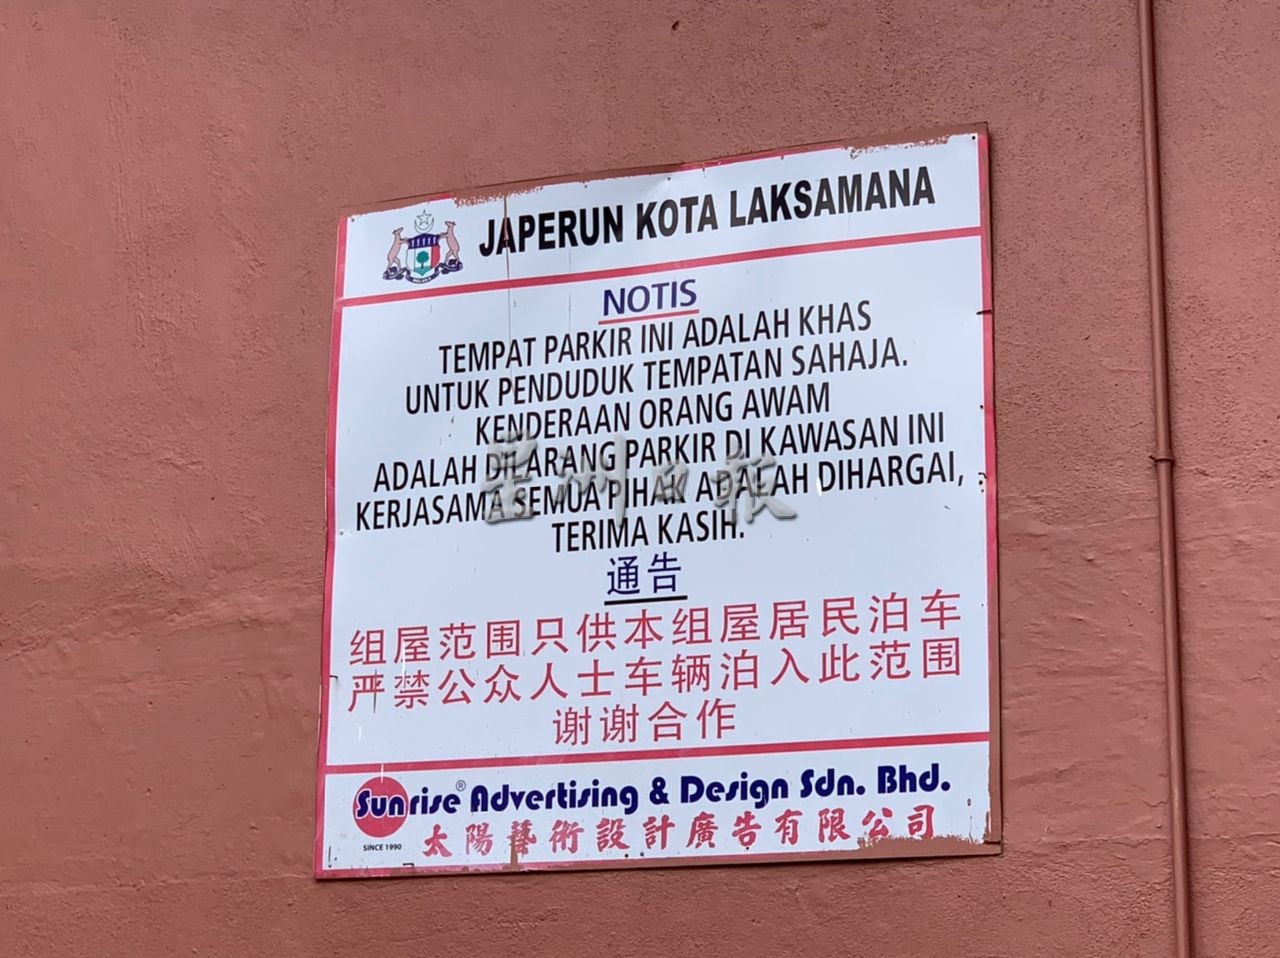 JAPERUN KOTA LAKSAMANA
NOTIS
TEMPAT PARKIR INI ADALAH KHAS
UNTUK PENDUDUK TEMPATAN SAHAJA.
KENDERAAN ORANG AWAM
ADALAH DILARANG PARKIR DI KAWASAN INI
KERJASAMA SEMUA PIHAK ADALAH DIHARGAI,
TERIMA KASIH.
星洲日报
通告
组屋范围只供本组屋居民泊车
严禁公众人士车辆泊入此范围
谢谢合作
Sunrise® Advertising & Design Sdn. Bhd.
SINCE 1990
太陽藝術設計廣告有限公司